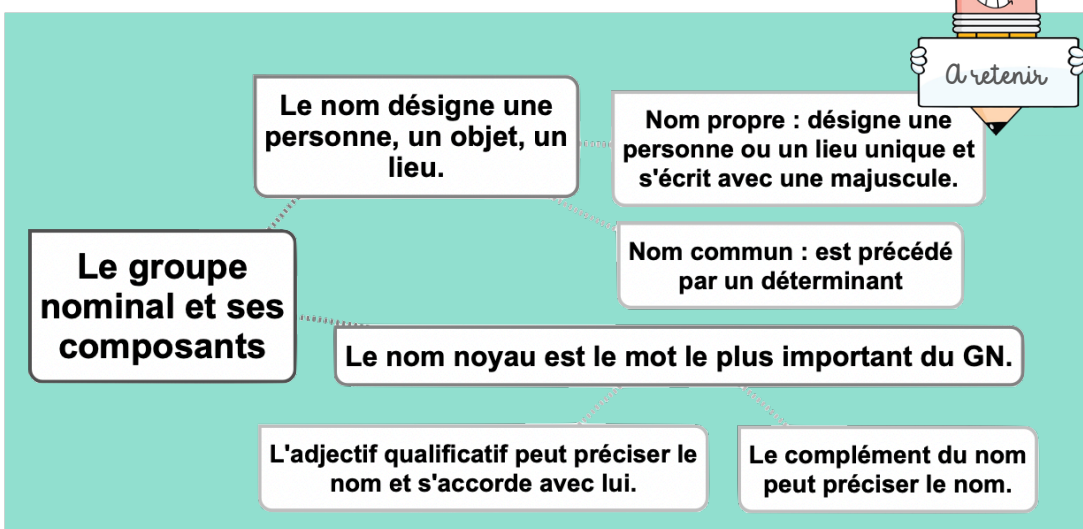 A retenir
Le nom désigne une
personne, un objet, un
lieu.
Nom propre : désigne une
personne ou un lieu unique et
s'écrit avec une majuscule.
Nom commun : est précédé
par un déterminant
Le groupe
nominal et ses
composants
Le nom noyau est le mot le plus important du GN.
L'adjectif qualificatif peut préciser le
nom et s'accorde avec lui.
Le complément du nom
peut préciser le nom.